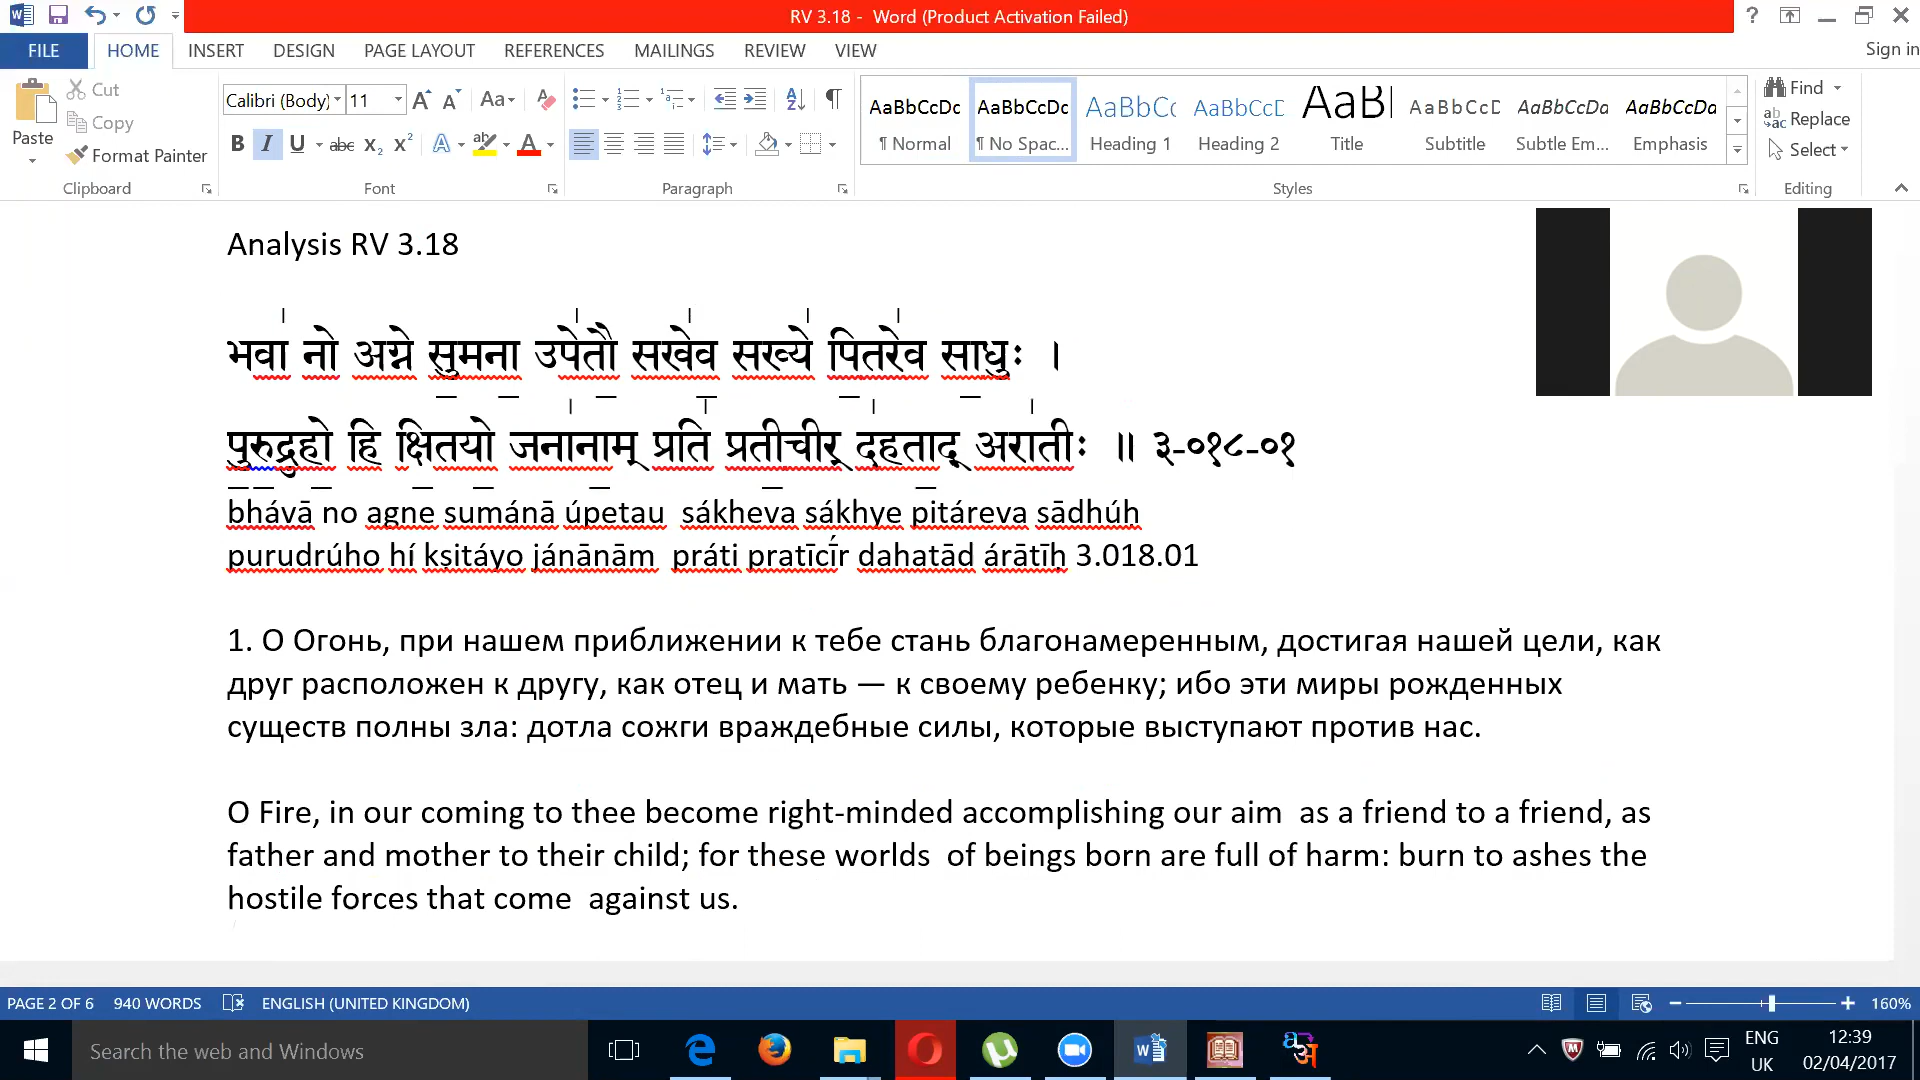 RV 3.18 - Word (Product Activation Failed)
FILE HOME INSERT DESIGN PAGE LAYOUT REFERENCES MAILINGS REVIEW VIEW Sign in
Cut
Copy
Format Painter
Paste
Clipboard
Calibri (Body) 11
Font
Paragraph
AaBbCcDc AaBbCcDc AaBbCc AaBbCcD AaBl AaBbCcD AaBbCcDa AaBbCcDa
¶ Normal ¶ No Spac... Heading 1 Heading 2 Title Subtitle Subtle Em... Emphasis
Styles
Find
Replace
Select
Editing
Analysis RV 3.18
भवा नो अग्ने सुमना उपेतौ सखेव सख्ये पितरेव साधुः ।
पुरुद्रुहो हि क्षितयो जनानाम् प्रति प्रतीचीर् दहताद् अरातीः ॥ ३-०१८-०१
bhávā no agne sumánā úpetau sákheva sákhye pitáreva sādhúḥ
purudrúho hí kṣitáyo jánānām práti pratīcī́r dahatād árātīḥ 3.018.01
1. О Огонь, при нашем приближении к тебе стань благонамеренным, достигая нашей цели, как
друг расположен к другу, как отец и мать — к своему ребенку; ибо эти миры рожденных
существ полны зла: дотла сожги враждебные силы, которые выступают против нас.
O Fire, in our coming to thee become right-minded accomplishing our aim as a friend to a friend, as
father and mother to their child; for these worlds of beings born are full of harm: burn to ashes the
hostile forces that come against us.
PAGE 2 OF 6 940 WORDS ENGLISH (UNITED KINGDOM) 160%
Search the web and Windows
ENG
UK
12:39
02/04/2017